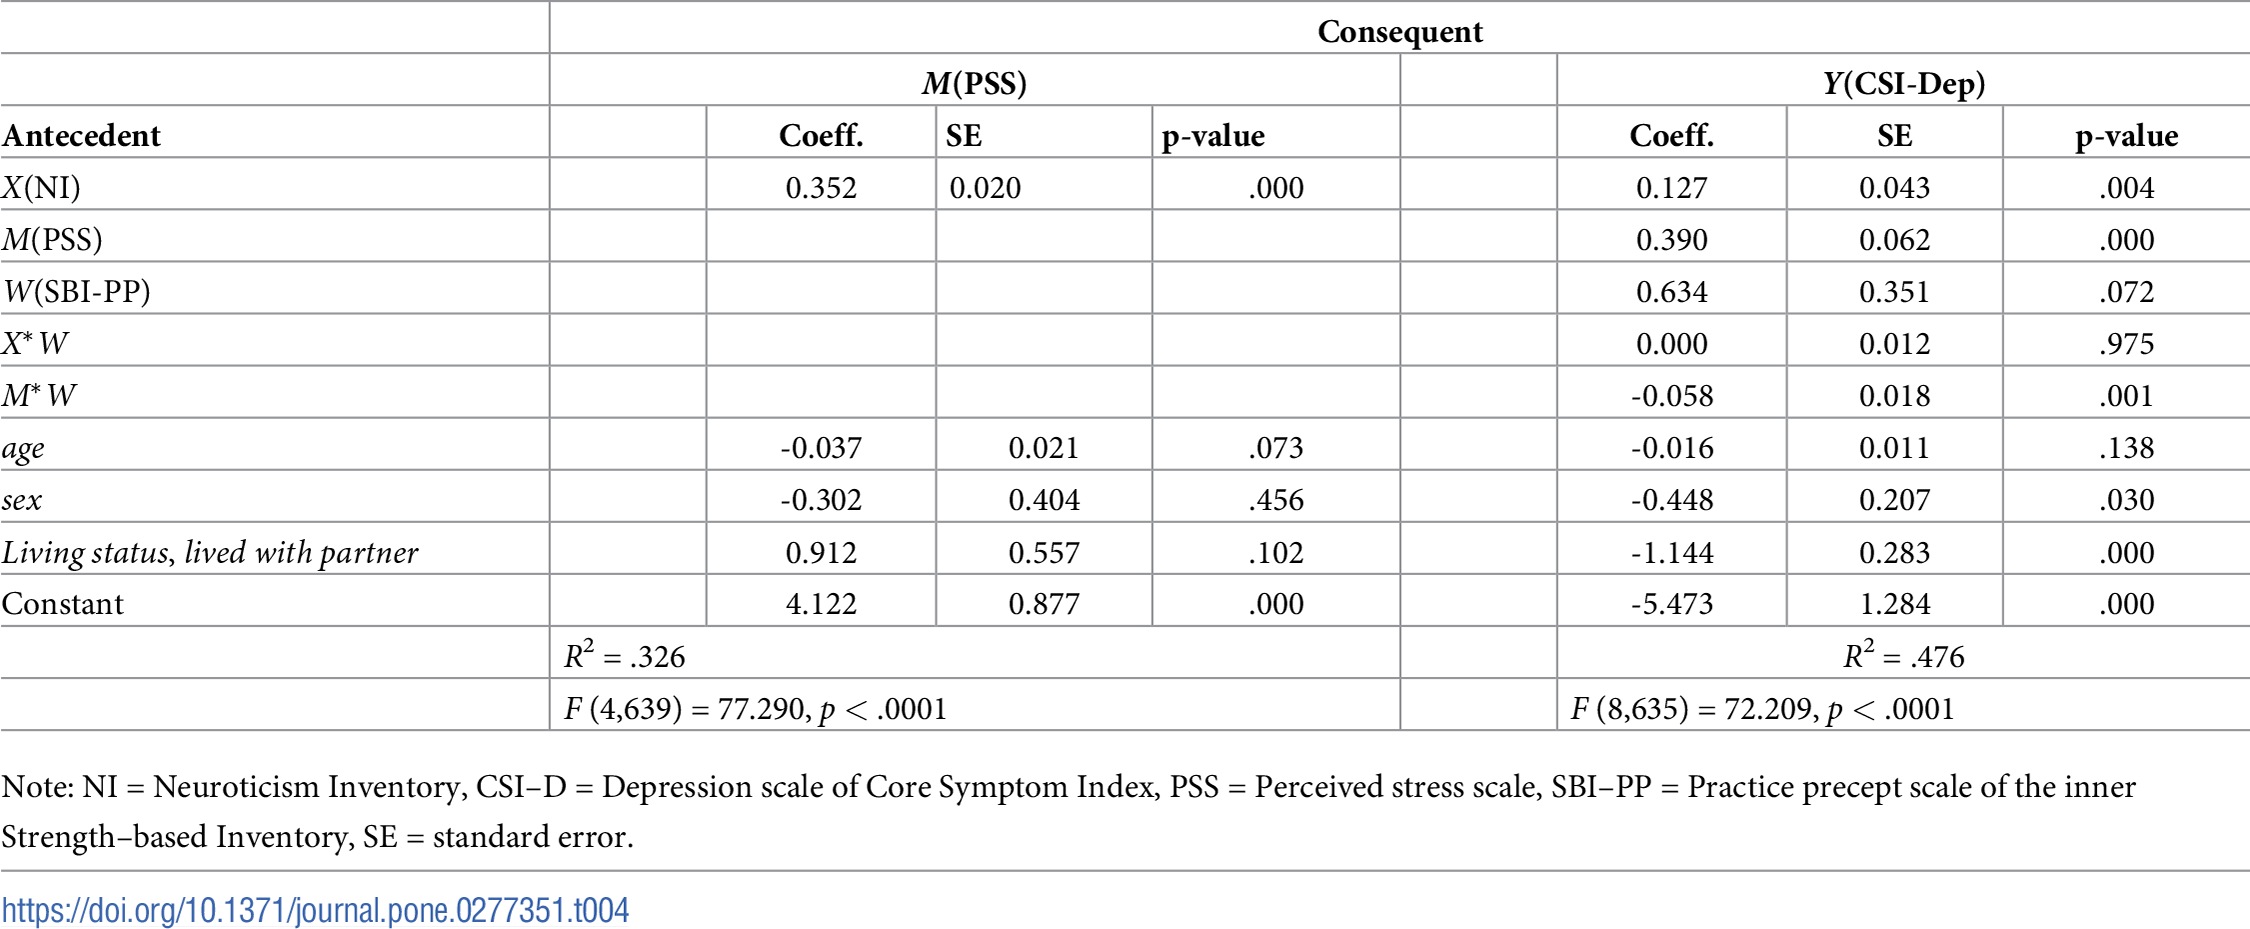 Consequent
M(PSS) Y(CSI-Dep)
Antecedent Coeff. SE p-value Coeff. SE p-value
X(NI) 0.352 0.020 .000 0.127 0.043 .004
M(PSS) 0.390 0.062 .000
W(SBI-PP) 0.634 0.351 .072
X*W 0.000 0.012 .975
M*W -0.058 0.018 .001
age -0.037 0.021 .073 -0.016 0.011 .138
sex -0.302 0.404 .456 -0.448 0.207 .030
Living status, lived with partner 0.912 0.557 .102 -1.144 0.283 .000
Constant 4.122 0.877 .000 -5.473 1.284 .000
R² = .326 R² = .476
F (4,639) = 77.290, p < .0001 F (8,635) = 72.209, p < .0001
Note: NI = Neuroticism Inventory, CSI–D = Depression scale of Core Symptom Index, PSS = Perceived stress scale, SBI–PP = Practice precept scale of the inner
Strength–based Inventory, SE = standard error.
https://doi.org/10.1371/journal.pone.0277351.t004